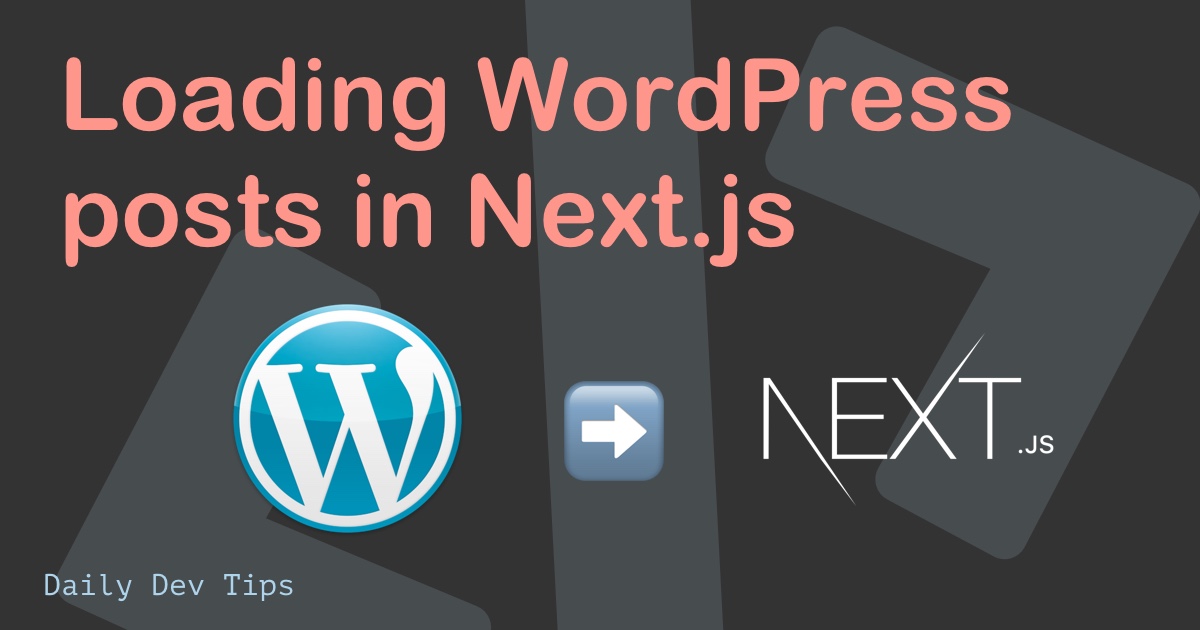 Loading WordPress
posts in Next.js
W
NEXT.JS
Daily Dev Tips